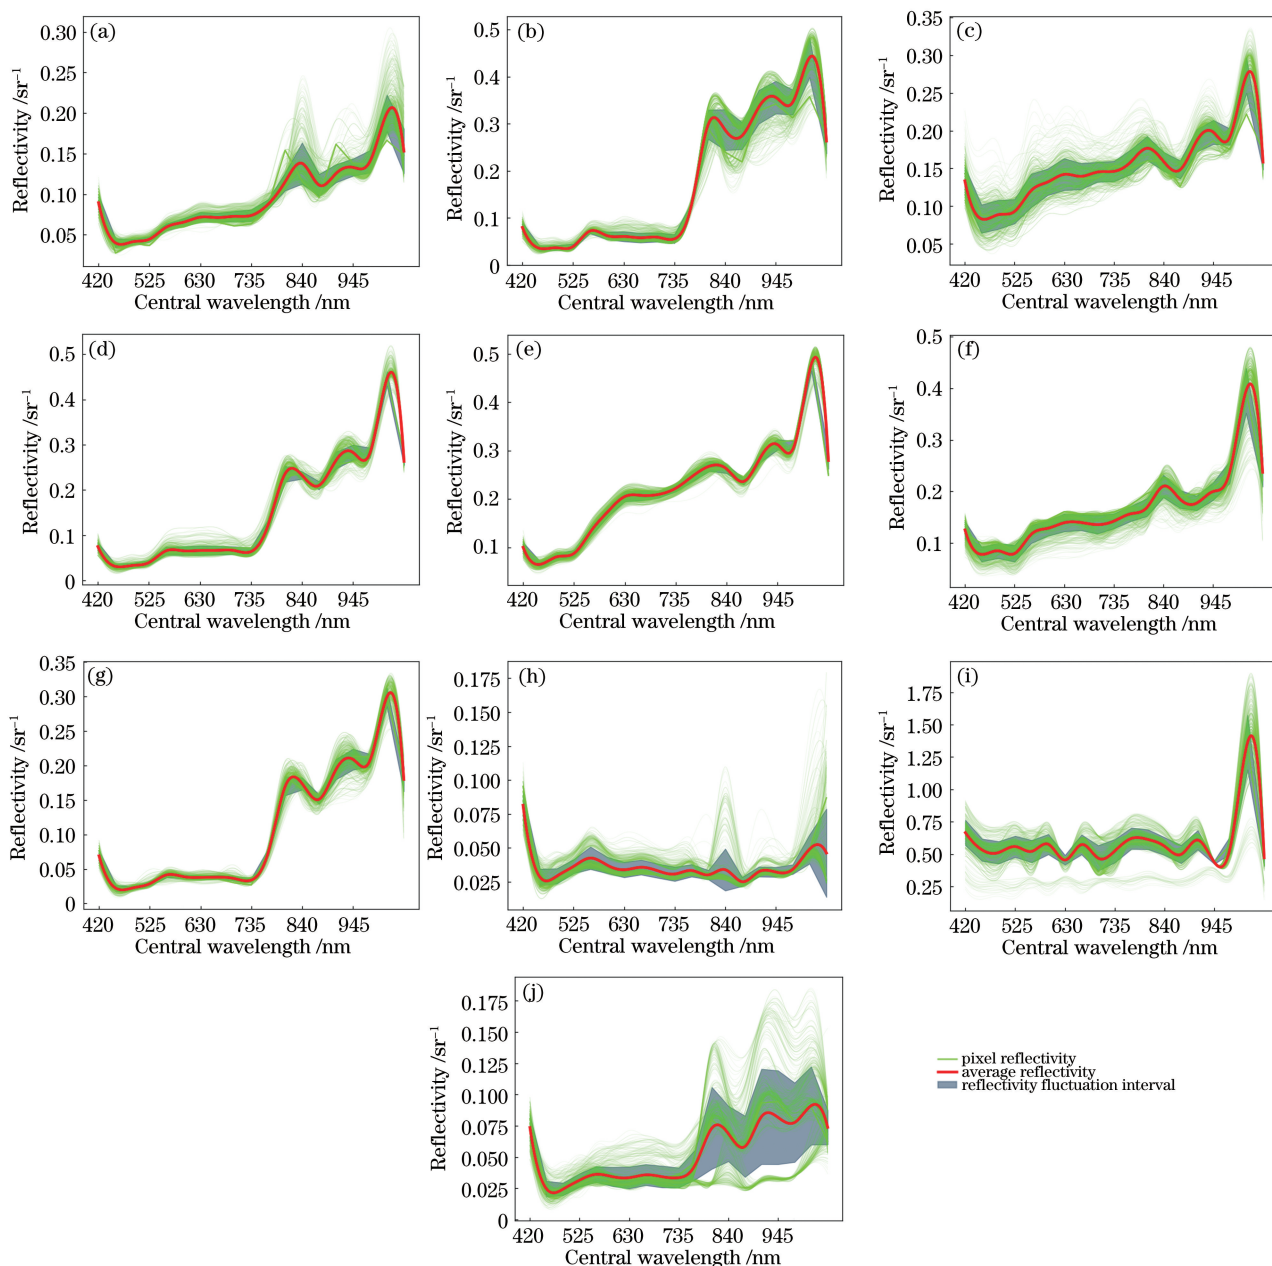 (a)
0.30
0.25
0.20
0.15
0.10
0.05
Reflectivity /sr⁻¹
420 525 630 735 840 945
Central wavelength /nm
(b)
0.5
0.4
0.3
0.2
0.1
0
Reflectivity /sr⁻¹
420 525 630 735 840 945
Central wavelength /nm
(c)
0.35
0.30
0.25
0.20
0.15
0.10
0.05
Reflectivity /sr⁻¹
420 525 630 735 840 945
Central wavelength /nm
(d)
0.5
0.4
0.3
0.2
0.1
0
Reflectivity /sr⁻¹
420 525 630 735 840 945
Central wavelength /nm
(e)
0.5
0.4
0.3
0.2
0.1
Reflectivity /sr⁻¹
420 525 630 735 840 945
Central wavelength /nm
(f)
0.5
0.4
0.3
0.2
0.1
Reflectivity /sr⁻¹
420 525 630 735 840 945
Central wavelength /nm
(g)
0.35
0.30
0.25
0.20
0.15
0.10
0.05
0
Reflectivity /sr⁻¹
420 525 630 735 840 945
Central wavelength /nm
(h)
0.175
0.150
0.125
0.100
0.075
0.050
0.025
Reflectivity /sr⁻¹
420 525 630 735 840 945
Central wavelength /nm
(i)
1.75
1.50
1.25
1.00
0.75
0.50
0.25
Reflectivity /sr⁻¹
420 525 630 735 840 945
Central wavelength /nm
(j)
0.175
0.150
0.125
0.100
0.075
0.050
0.025
0
Reflectivity /sr⁻¹
420 525 630 735 840 945
Central wavelength /nm
pixel reflectivity
average reflectivity
reflectivity fluctuation interval